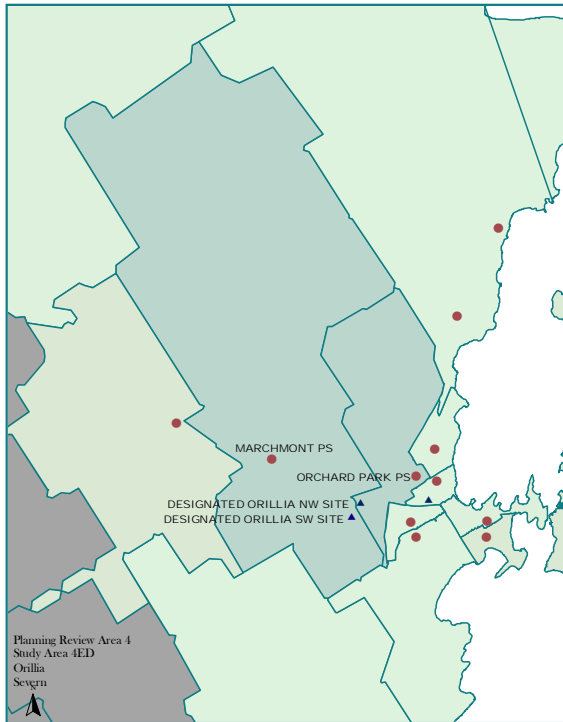 MARCHMONT PS
ORCHARD PARK PS
DESIGNATED ORILLIA NW SITE
DESIGNATED ORILLIA SW SITE
Planning Review Area 4
Study Area 4ED
Orillia
Severn
N